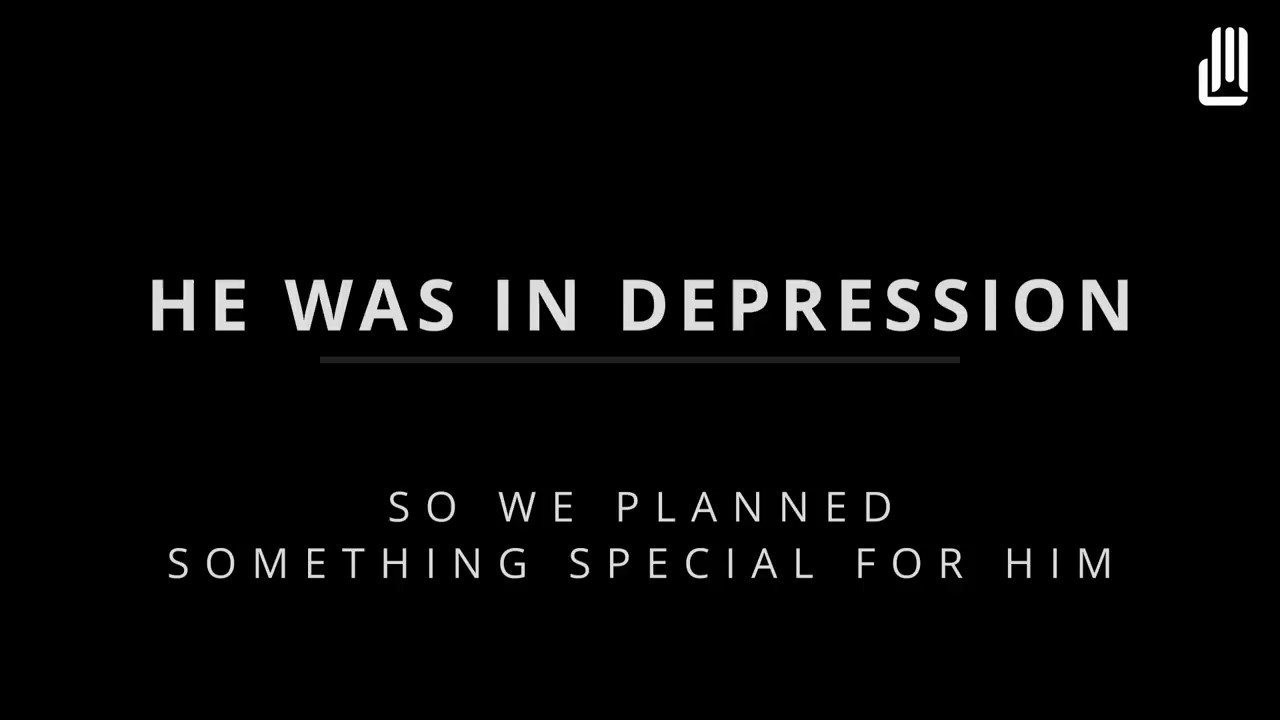 HE WAS IN DEPRESSION
SO WE PLANNED
SOMETHING SPECIAL FOR HIM